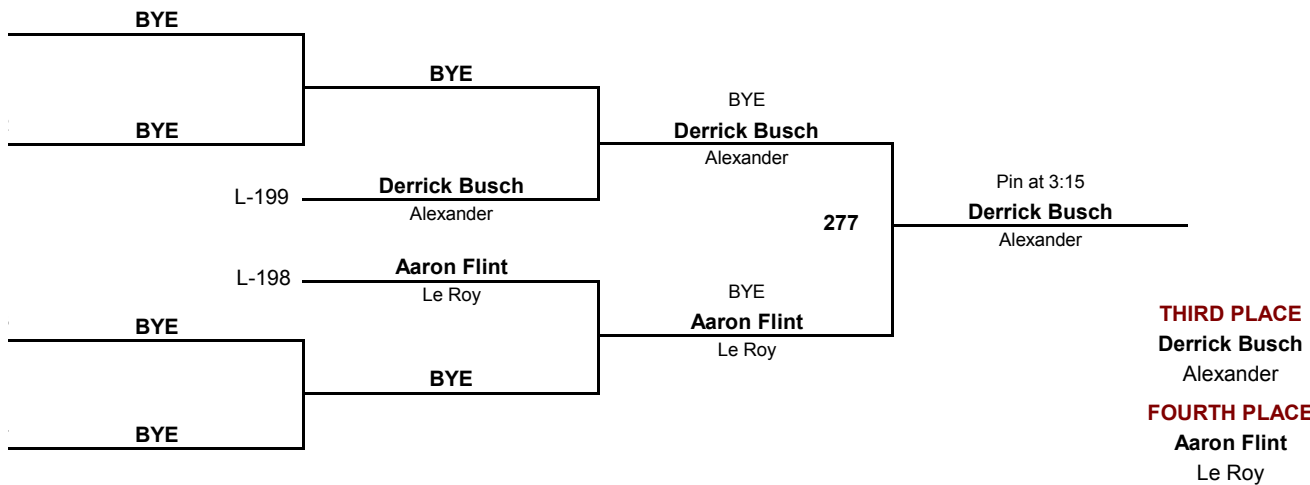 BYE
BYE
BYE
BYE
Derrick Busch
Alexander
L-199
Derrick Busch
Alexander
277
Pin at 3:15
Derrick Busch
Alexander
L-198
Aaron Flint
Le Roy
BYE
Aaron Flint
Le Roy
BYE
BYE
BYE
THIRD PLACE
Derrick Busch
Alexander
FOURTH PLACE
Aaron Flint
Le Roy